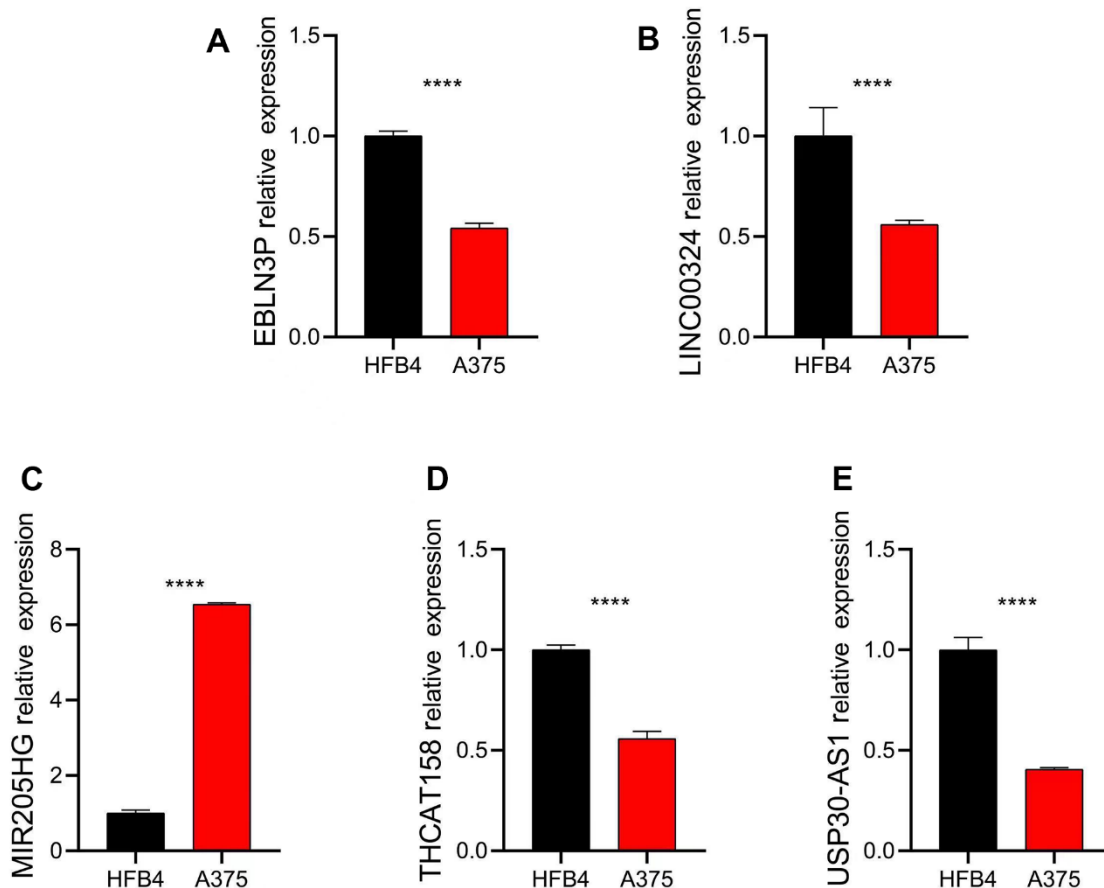 A
EBLN3P relative expression
1.5
1.0
0.5
0.0
****
HFB4 A375
B
LINC00324 relative expression
1.5
1.0
0.5
0.0
****
HFB4 A375
C
MIR205HG relative expression
8
6
4
2
0
****
HFB4 A375
D
THCAT158 relative expression
1.5
1.0
0.5
0.0
****
HFB4 A375
E
USP30-AS1 relative expression
1.5
1.0
0.5
0.0
****
HFB4 A375